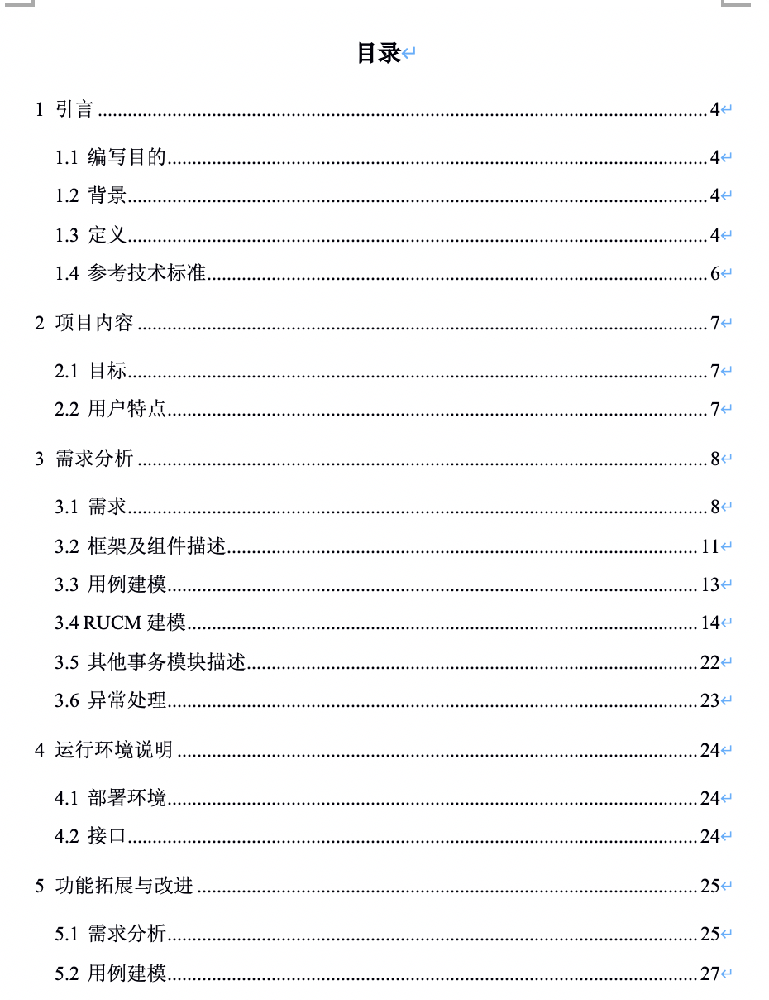 目录
1 引言 4
1.1 编写目的 4
1.2 背景 4
1.3 定义 4
1.4 参考技术标准 6
2 项目内容 7
2.1 目标 7
2.2 用户特点 7
3 需求分析 8
3.1 需求 8
3.2 框架及组件描述 11
3.3 用例建模 13
3.4 RUCM 建模 14
3.5 其他事务模块描述 22
3.6 异常处理 23
4 运行环境说明 24
4.1 部署环境 24
4.2 接口 24
5 功能拓展与改进 25
5.1 需求分析 25
5.2 用例建模 27